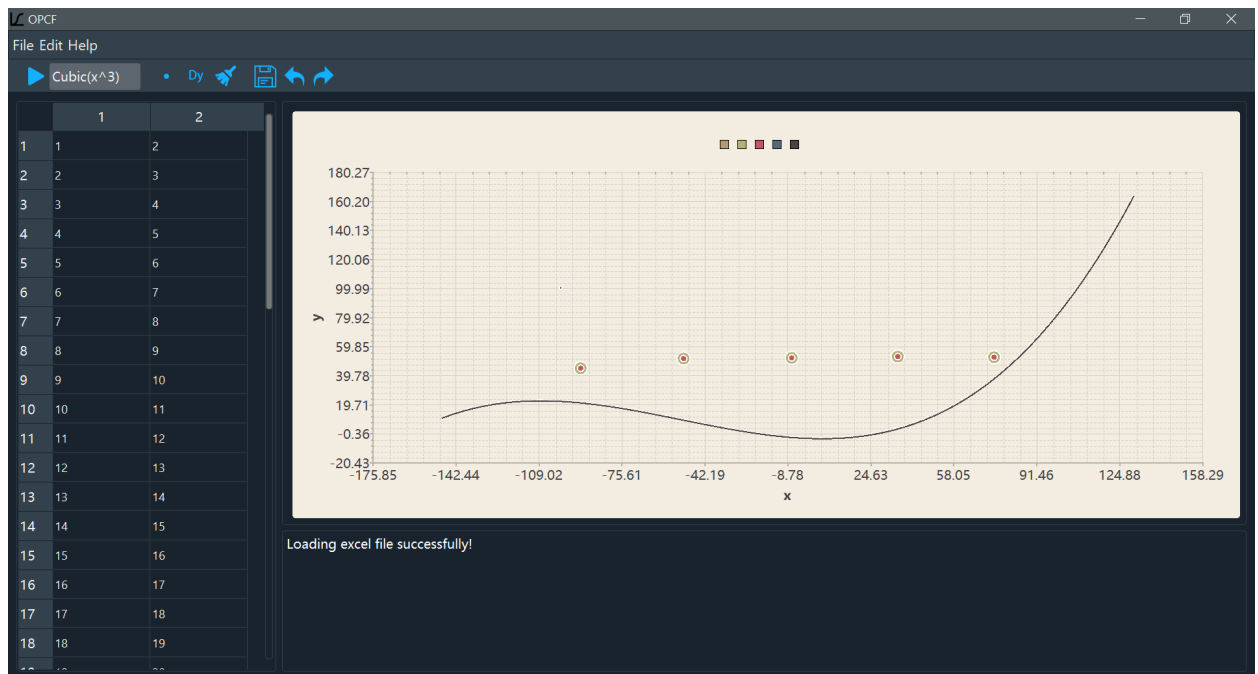 OPCF
File Edit Help
Cubic(x^3) Dy
1 2
1 1 2
2 2 3
3 3 4
4 4 5
5 5 6
6 6 7
7 7 8
8 8 9
9 9 10
10 10 11
11 11 12
12 12 13
13 13 14
14 14 15
15 15 16
16 16 17
17 17 18
18 18 19
180.27
160.20
140.13
120.06
99.99
79.92
59.85
39.78
19.71
-0.36
-20.43
y
-175.85 -142.44 -109.02 -75.61 -42.19 -8.78 24.63 58.05 91.46 124.88 158.29
x
Loading excel file successfully!